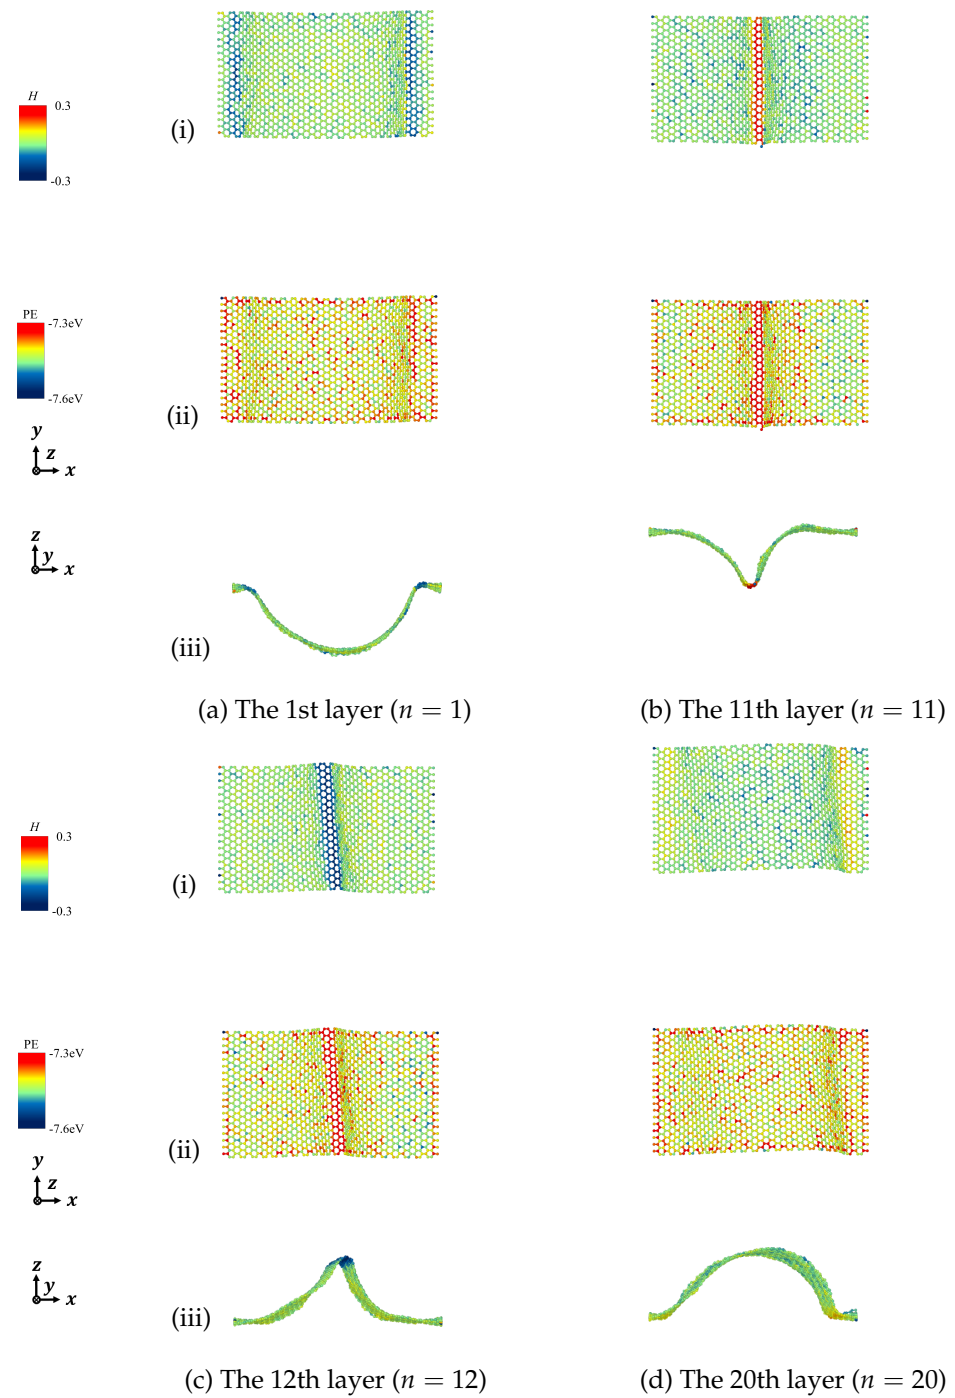 H
0.3
-0.3
(i)
PE
-7.3eV
-7.6eV
(ii)
y
z
x
z
y
x
(iii)
(a) The 1st layer (n = 1)
(b) The 11th layer (n = 11)
H
0.3
-0.3
(i)
PE
-7.3eV
-7.6eV
(ii)
y
z
x
z
y
x
(iii)
(c) The 12th layer (n = 12)
(d) The 20th layer (n = 20)